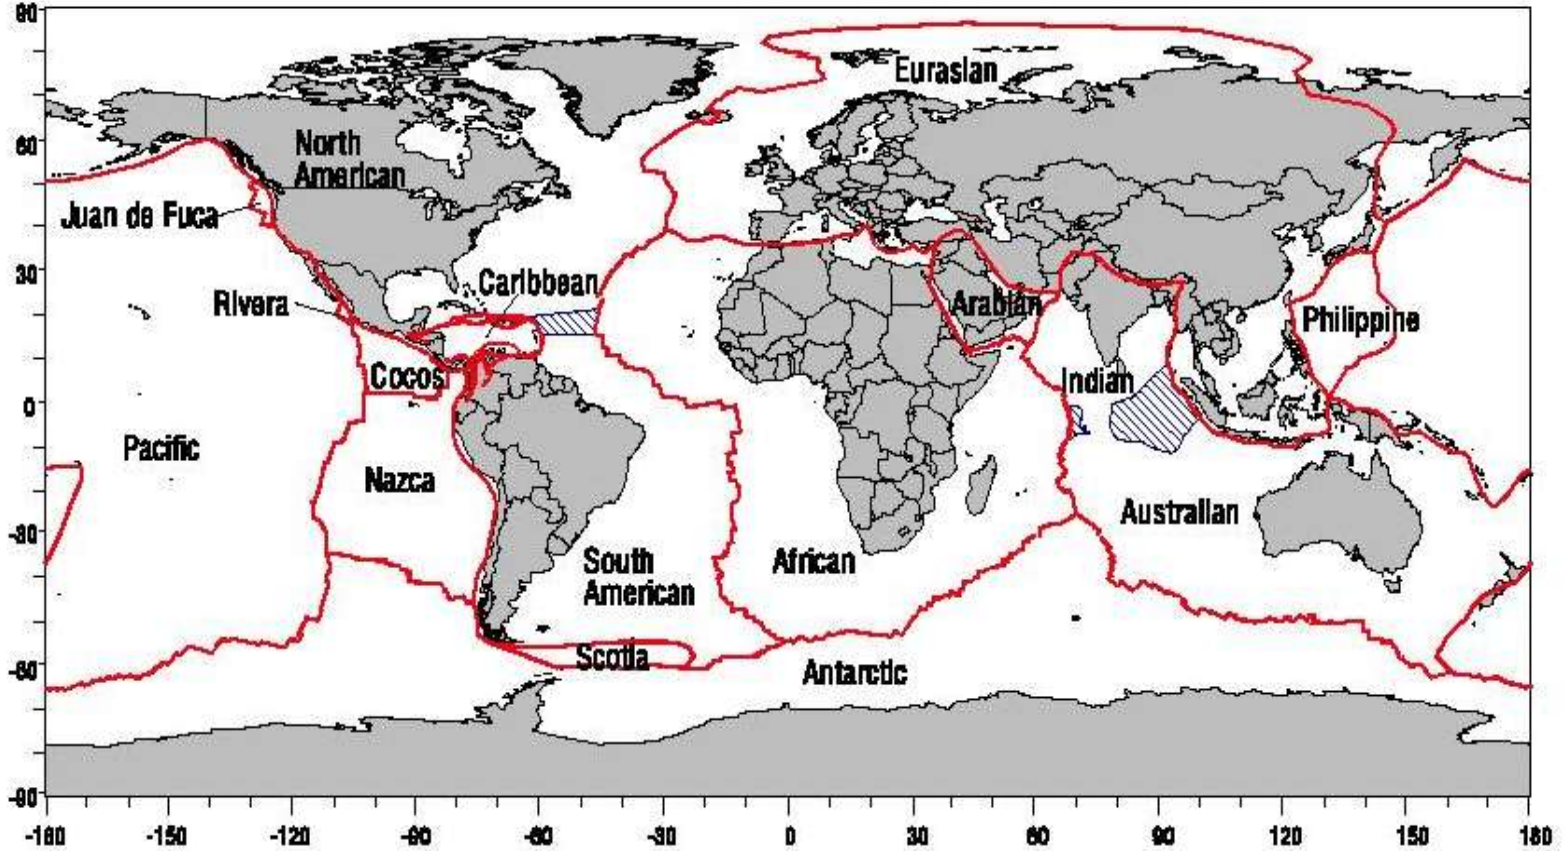 90
60
30
0
-30
-60
-90
Eurasian
North
American
Juan de Fuca
Caribbean
Rivera
Arabian
Philippine
Cocos
Indian
Pacific
Nazca
Australian
South
American
African
Scotia
Antarctic
-180 -150 -120 -90 -60 -30 0 30 60 90 120 150 180